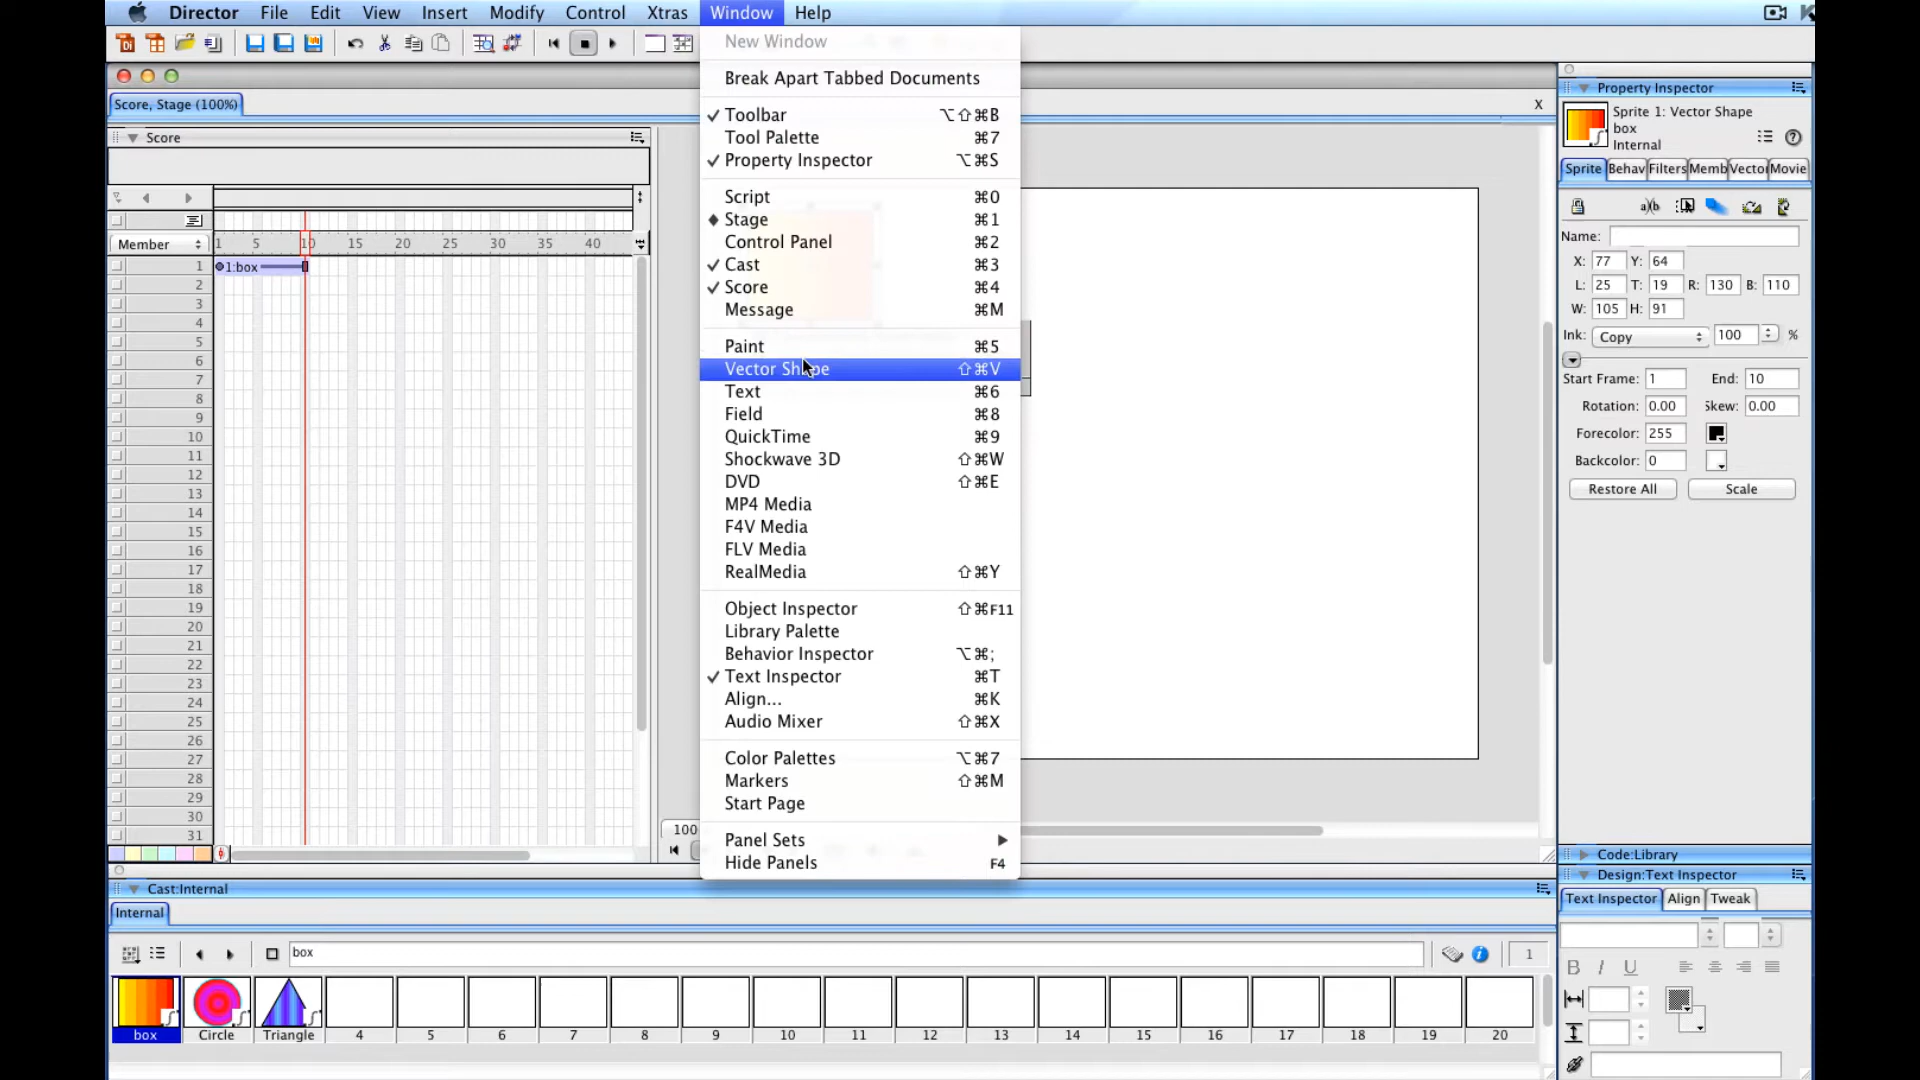 Director File Edit View Insert Modify Control Xtras Window Help
Score, Stage (100%)
X
Score
Member
1 5 10 15 20 25 30 35 40
1 1:box
2
3
4
5
6
7
8
9
10
11
12
13
14
15
16
17
18
19
20
21
22
23
24
25
26
27
28
29
30
31
New Window
Break Apart Tabbed Documents
Toolbar ⌥⇧⌘B
Tool Palette ⌘7
Property Inspector ⌥⌘S
Script ⌘0
Stage ⌘1
Control Panel ⌘2
Cast ⌘3
Score ⌘4
Message ⌘M
Paint ⌘5
Vector Shape ⇧⌘V
Text ⌘6
Field ⌘8
QuickTime ⌘9
Shockwave 3D ⇧⌘W
DVD ⇧⌘E
MP4 Media
F4V Media
FLV Media
RealMedia ⇧⌘Y
Object Inspector ⇧⌘F11
Library Palette
Behavior Inspector ⌥⌘;
Text Inspector ⌘T
Align... ⌘K
Audio Mixer ⇧⌘X
Color Palettes ⌥⌘7
Markers ⇧⌘M
Start Page
Panel Sets
Hide Panels F4
100
Property Inspector
Sprite 1: Vector Shape
box
Internal
Sprite Behav Filters Memb Vector Movie
Name:
X: 77 Y: 64
L: 25 T: 19 R: 130 B: 110
W: 105 H: 91
Ink: Copy 100 %
Start Frame: 1 End: 10
Rotation: 0.00 Skew: 0.00
Forecolor: 255
Backcolor: 0
Restore All Scale
Code:Library
Design:Text Inspector
Text Inspector Align Tweak
B I U
Cast:Internal
Internal
box 1
box Circle Triangle 4 5 6 7 8 9 10 11 12 13 14 15 16 17 18 19 20